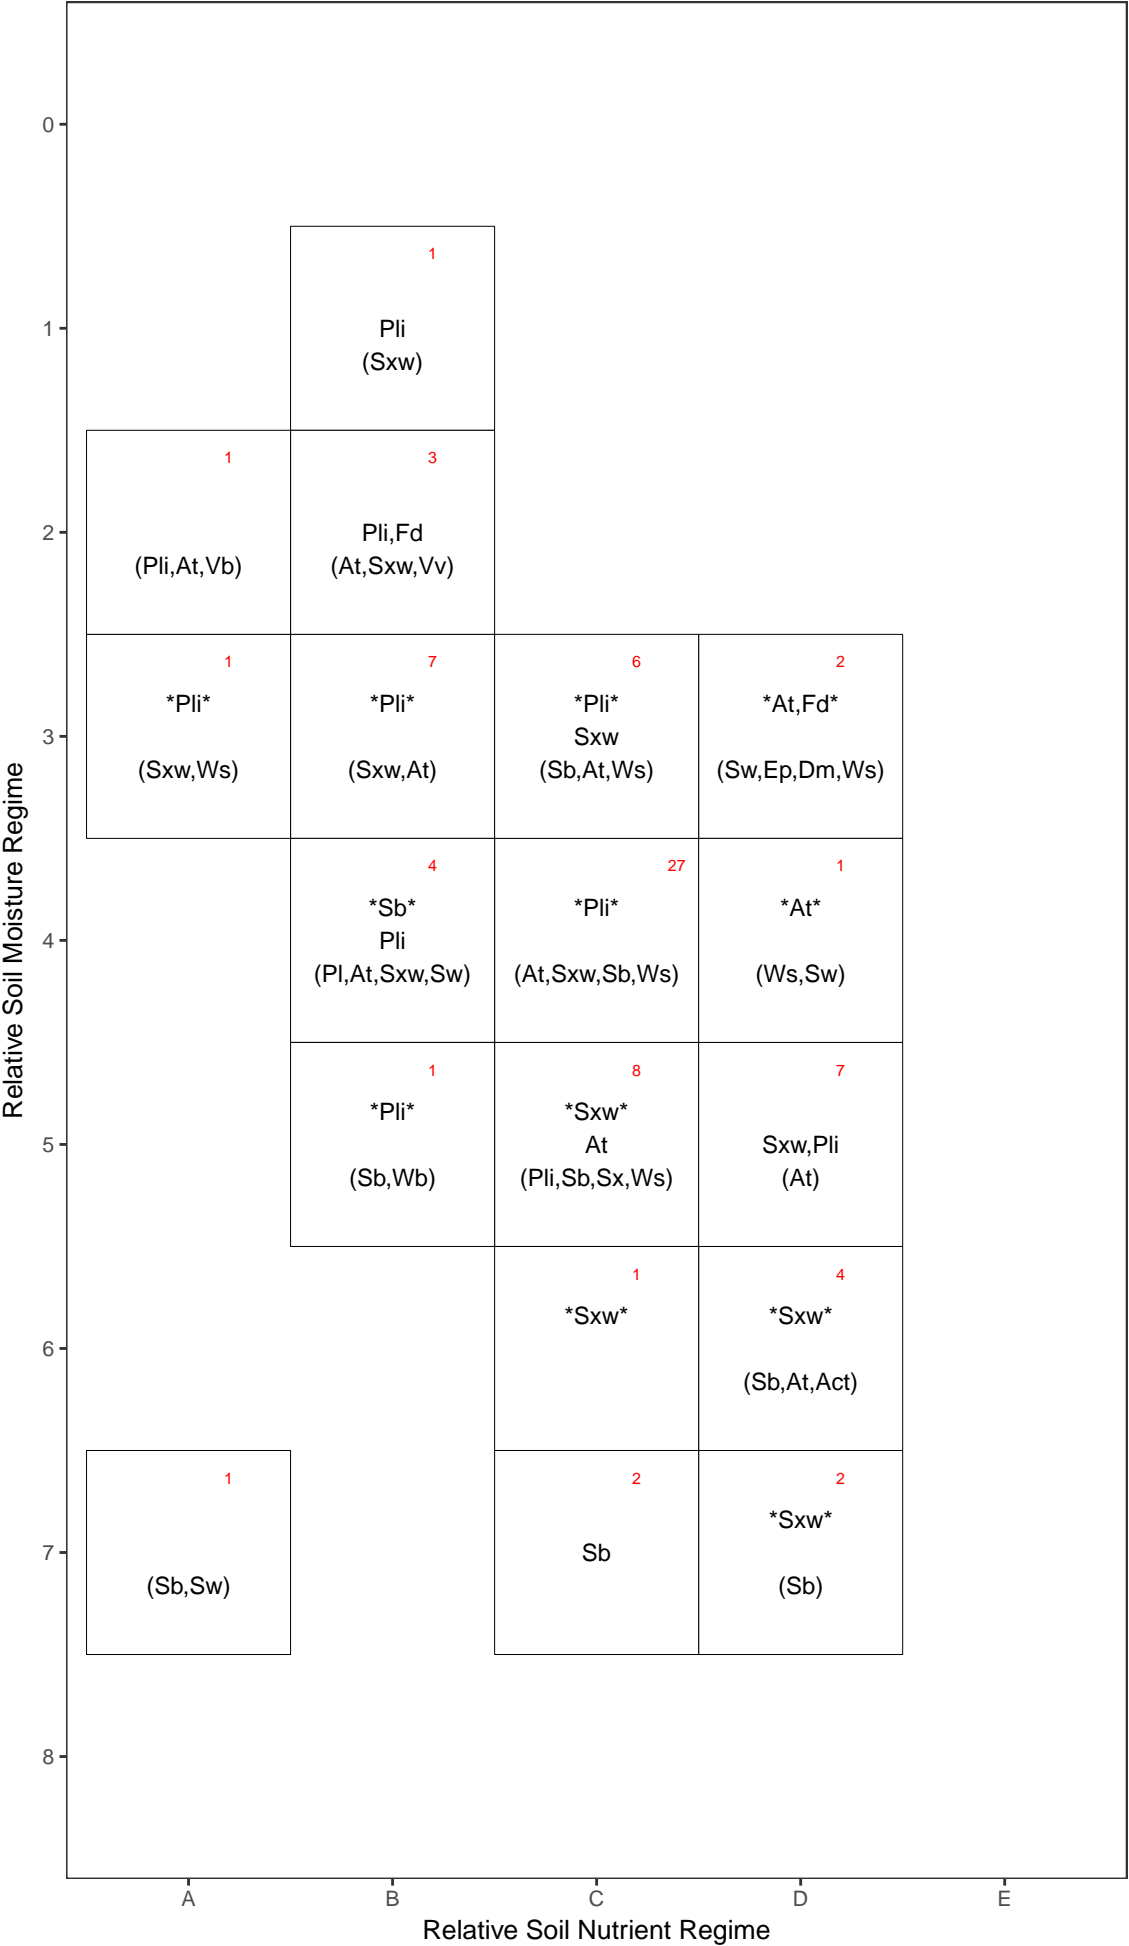 0
1
Pli
(Sxw)
1
1
3
2
Pli,Fd
(Pli,At,Vb)
(At,Sxw,Vv)
1
7
6
2
*Pli*
*Pli*
*Pli*
*At,Fd*
3
Sxw
(Sxw,Ws)
(Sxw,At)
(Sb,At,Ws)
(Sw,Ep,Dm,Ws)
4
27
1
*Sb*
*Pli*
*At*
4
Pli
(Pl,At,Sxw,Sw)
(At,Sxw,Sb,Ws)
(Ws,Sw)
1
8
7
*Pli*
*Sxw*
5
At
Sxw,Pli
(Sb,Wb)
(Pli,Sb,Sx,Ws)
(At)
1
4
*Sxw*
*Sxw*
6
(Sb,At,Act)
1
2
2
*Sxw*
7
Sb
(Sb,Sw)
(Sb)
8
Relative Soil Moisture Regime
A
B
C
D
E
Relative Soil Nutrient Regime